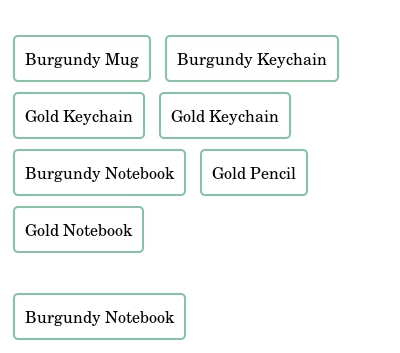 Burgundy Mug Burgundy Keychain
Gold Keychain Gold Keychain
Burgundy Notebook Gold Pencil
Gold Notebook
Burgundy Notebook